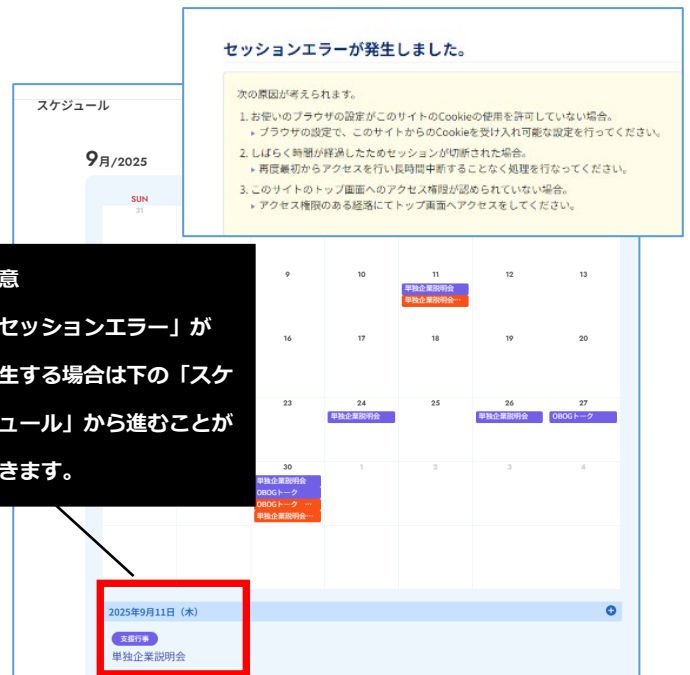 セッションエラーが発生しました。
次の原因が考えられます。
1. お使いのブラウザの設定がこのサイトのCookieの使用を許可していない場合。
▸ ブラウザの設定で、このサイトからのCookieを受け入れ可能な設定を行ってください。
2. しばらく時間が経過したためセッションが切断された場合。
▸ 再度最初からアクセスを行い長時間中断することなく処理を行なってください。
3. このサイトのトップ画面へのアクセス権限が認められていない場合。
▸ アクセス権限のある経路にてトップ画面へアクセスをしてください。
スケジュール
9月/2025
SUN
31
9 10 11 12 13
単独企業説明会
単独企業説明会…
16 17 18 19 20
23 24 25 26 27
単独企業説明会 単独企業説明会 OBOGトーク
30 1 2 3 4
単独企業説明会
OBOGトーク
OBOGトーク …
単独企業説明会…
意
セッションエラー」が
生する場合は下の「スケ
ュール」から進むことが
きます。
2025年9月11日（木）
支援行事
単独企業説明会